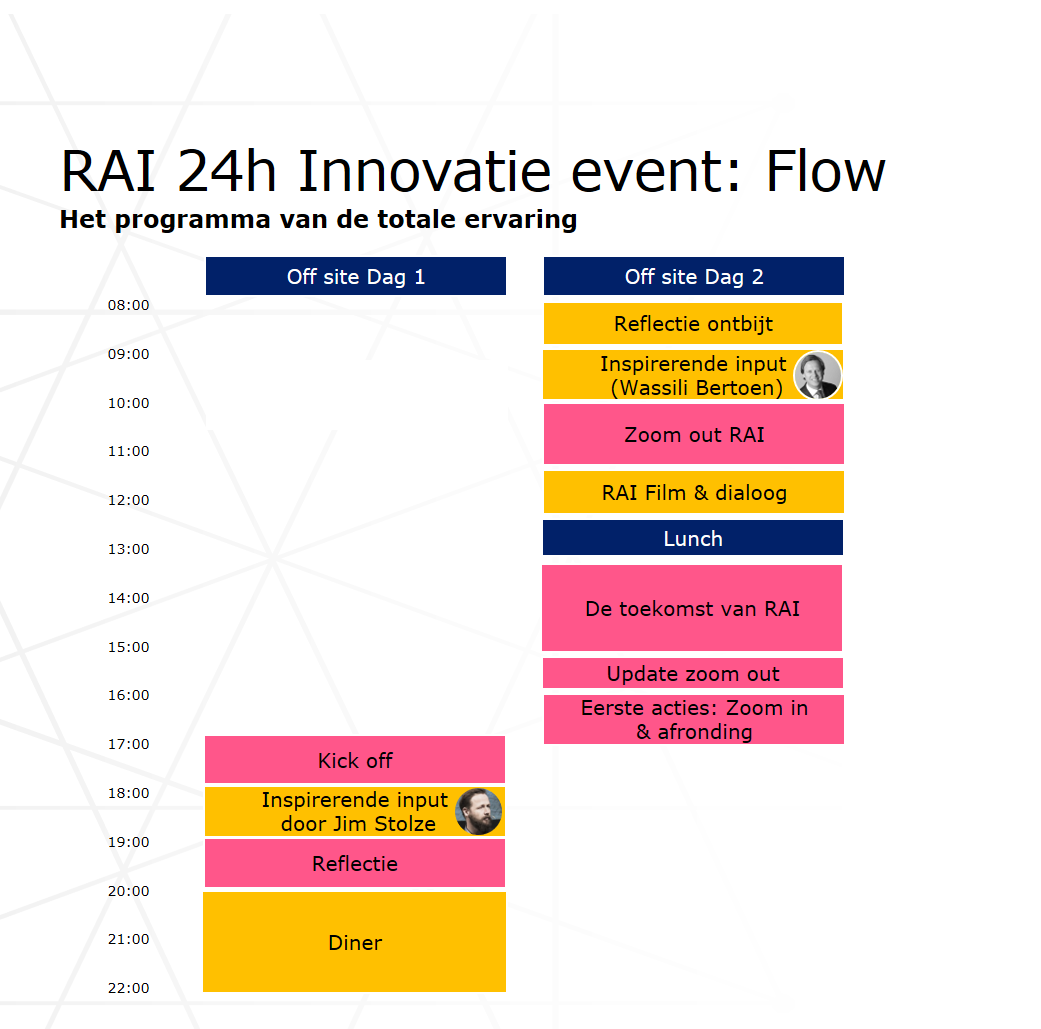 RAI 24h Innovatie event: Flow
Het programma van de totale ervaring
Off site Dag 1
Off site Dag 2
08:00
09:00
10:00
11:00
12:00
13:00
14:00
15:00
16:00
17:00
18:00
19:00
20:00
21:00
22:00
Kick off
Inspirerende input
door Jim Stolze
Reflectie
Diner
Reflectie ontbijt
Inspirerende input
(Wassili Bertoen)
Zoom out RAI
RAI Film & dialoog
Lunch
De toekomst van RAI
Update zoom out
Eerste acties: Zoom in
& afronding